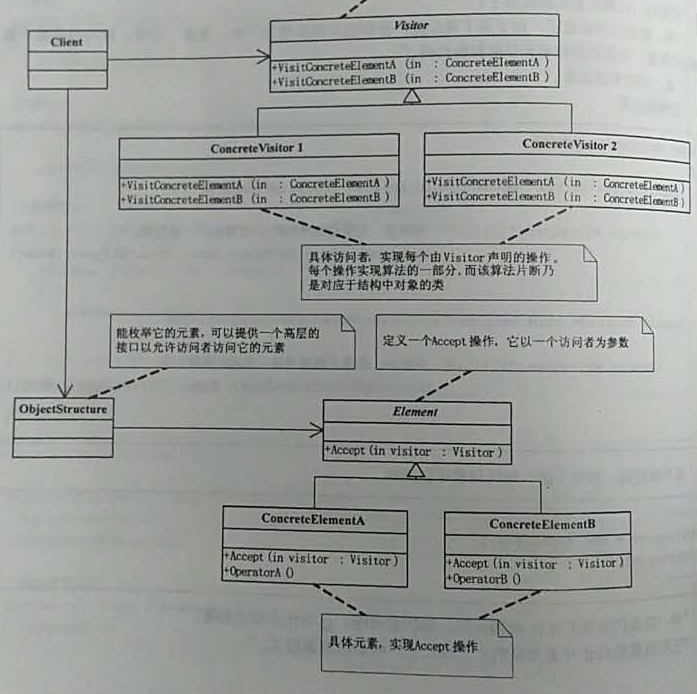 Visitor
Client
+VisitConcreteElementA (in : ConcreteElementA)
+VisitConcreteElementB (in : ConcreteElementB)
ConcreteVisitor 1
ConcreteVisitor 2
+VisitConcreteElementA (in : ConcreteElementA)
+VisitConcreteElementB (in : ConcreteElementB)
+VisitConcreteElementA (in : ConcreteElementA)
+VisitConcreteElementB (in : ConcreteElementB)
具体访问者，实现每个由Visitor声明的操作。
每个操作实现算法的一部分，而该算法片断乃
是对应于结构中对象的类
能枚举它的元素，可以提供一个高层的
接口以允许访问者访问它的元素
定义一个Accept操作，它以一个访问者为参数
ObjectStructure
Element
+Accept(in visitor : Visitor)
ConcreteElementA
ConcreteElementB
+Accept(in visitor : Visitor)
+OperatorA()
+Accept(in visitor : Visitor)
+OperatorB()
具体元素，实现Accept操作